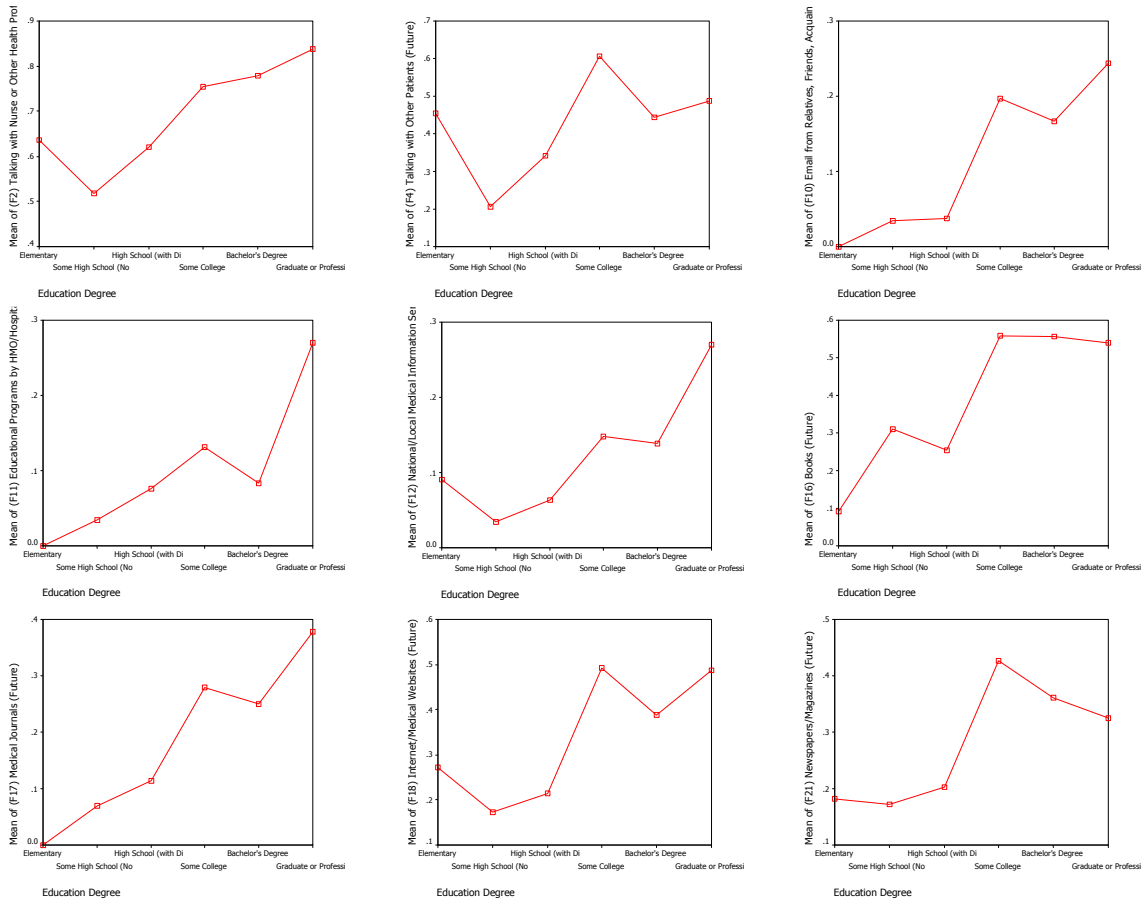 Mean of (F2) Talking with Nurse or Other Health Prof
.9
.8
.7
.6
.5
.4
Elementary
High School (with Di
Bachelor's Degree
Some High School (No
Some College
Graduate or Professi
Education Degree
Mean of (F4) Talking with Other Patients (Future)
.7
.6
.5
.4
.3
.2
.1
Elementary
High School (with Di
Bachelor's Degree
Some High School (No
Some College
Graduate or Professi
Education Degree
Mean of (F10) Email from Relatives, Friends, Acquain
.3
.2
.1
0.0
Elementary
High School (with Di
Bachelor's Degree
Some High School (No
Some College
Graduate or Professi
Education Degree
Mean of (F11) Educational Programs by HMO/Hospita
.3
.2
.1
0.0
Elementary
High School (with Di
Bachelor's Degree
Some High School (No
Some College
Graduate or Professi
Education Degree
Mean of (F12) National/Local Medical Information Ser
.3
.2
.1
0.0
Elementary
High School (with Di
Bachelor's Degree
Some High School (No
Some College
Graduate or Professi
Education Degree
Mean of (F16) Books (Future)
.6
.5
.4
.3
.2
.1
0.0
Elementary
High School (with Di
Bachelor's Degree
Some High School (No
Some College
Graduate or Professi
Education Degree
Mean of (F17) Medical Journals (Future)
.4
.3
.2
.1
0.0
Elementary
High School (with Di
Bachelor's Degree
Some High School (No
Some College
Graduate or Professi
Education Degree
Mean of (F18) Internet/Medical Websites (Future)
.6
.5
.4
.3
.2
.1
Elementary
High School (with Di
Bachelor's Degree
Some High School (No
Some College
Graduate or Professi
Education Degree
Mean of (F21) Newspapers/Magazines (Future)
.5
.4
.3
.2
.1
Elementary
High School (with Di
Bachelor's Degree
Some High School (No
Some College
Graduate or Professi
Education Degree